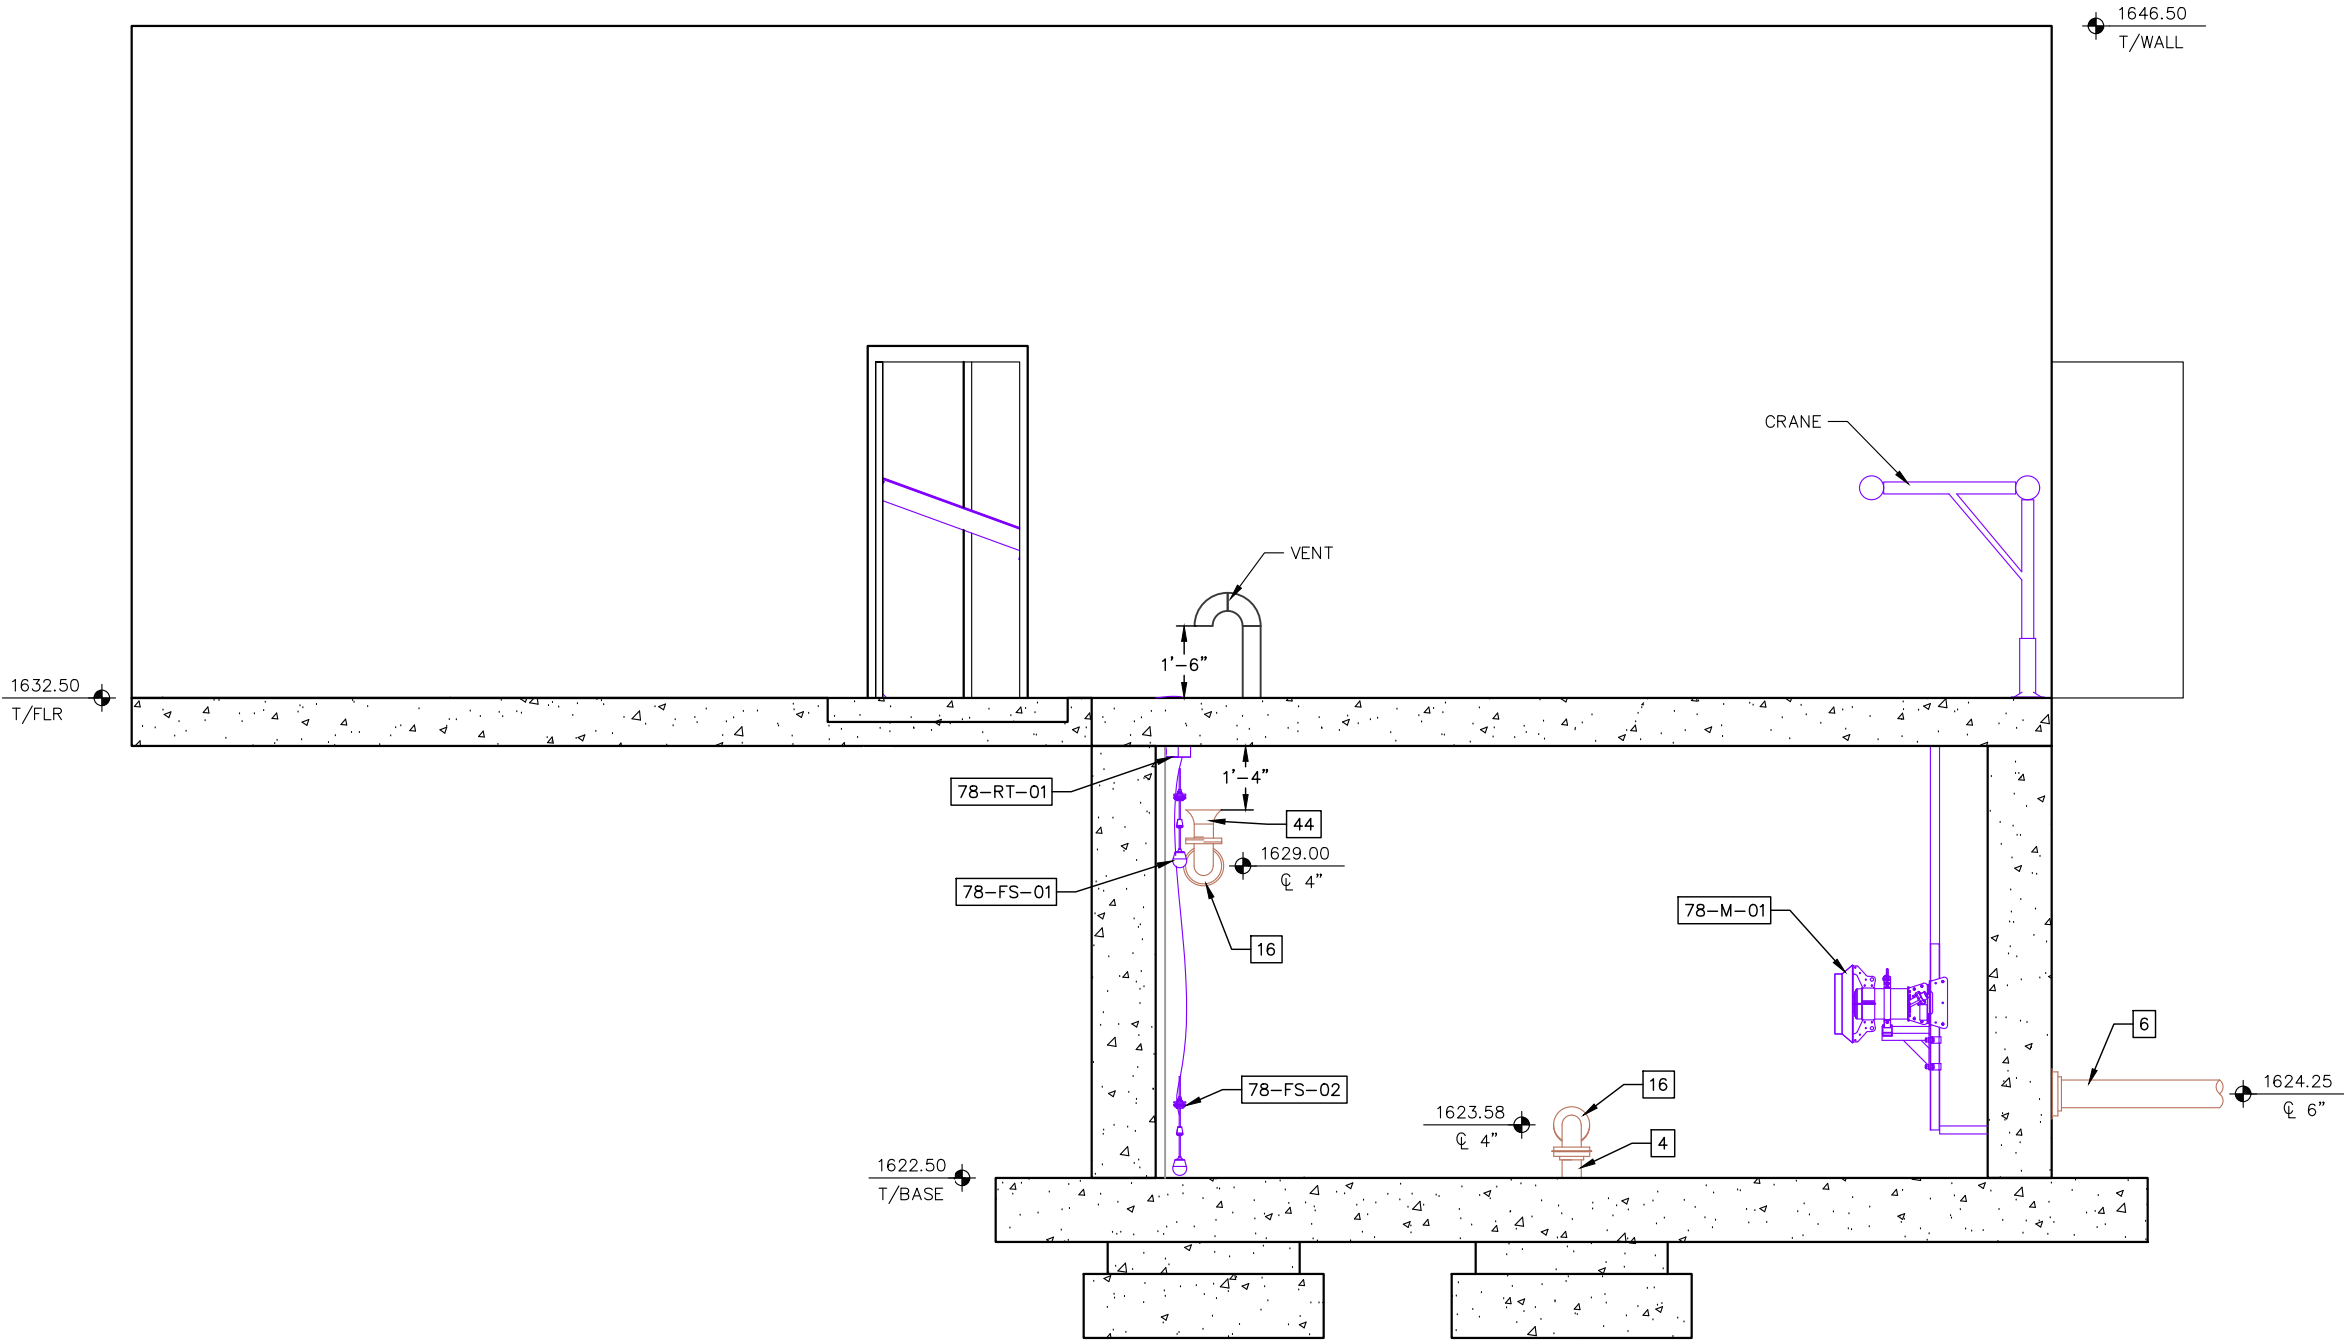 1646.50
T/WALL
CRANE
VENT
1'-6"
1632.50
T/FLR
78-RT-01
1'-4"
44
1629.00
℄ 4"
78-FS-01
16
78-M-01
6
1624.25
℄ 6"
78-FS-02
16
1623.58
℄ 4"
4
1622.50
T/BASE